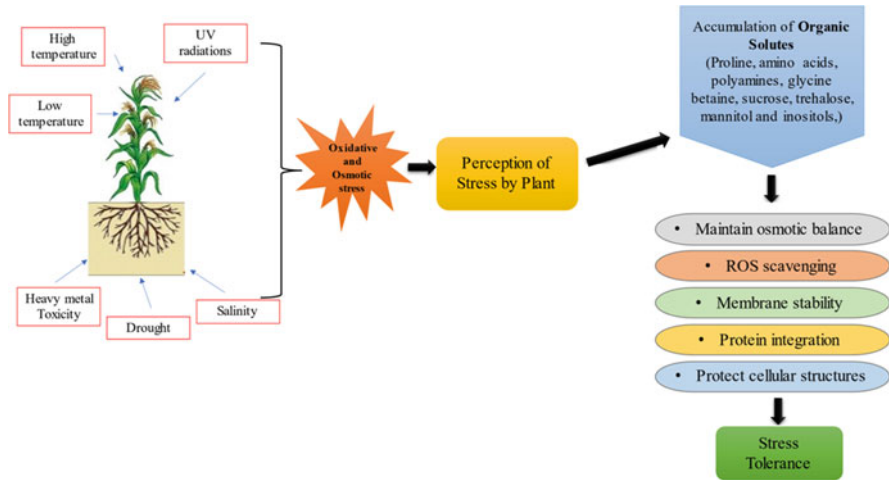 High
temperature
UV
radiations
Low
temperature
Heavy metal
Toxicity
Drought
Salinity
Oxidative
and
Osmotic
stress
Perception of
Stress by Plant
Accumulation of Organic
Solutes
(Proline, amino acids,
polyamines, glycine
betaine, sucrose, trehalose,
mannitol and inositols,)
• Maintain osmotic balance
• ROS scavenging
• Membrane stability
• Protein integration
• Protect cellular structures
Stress
Tolerance